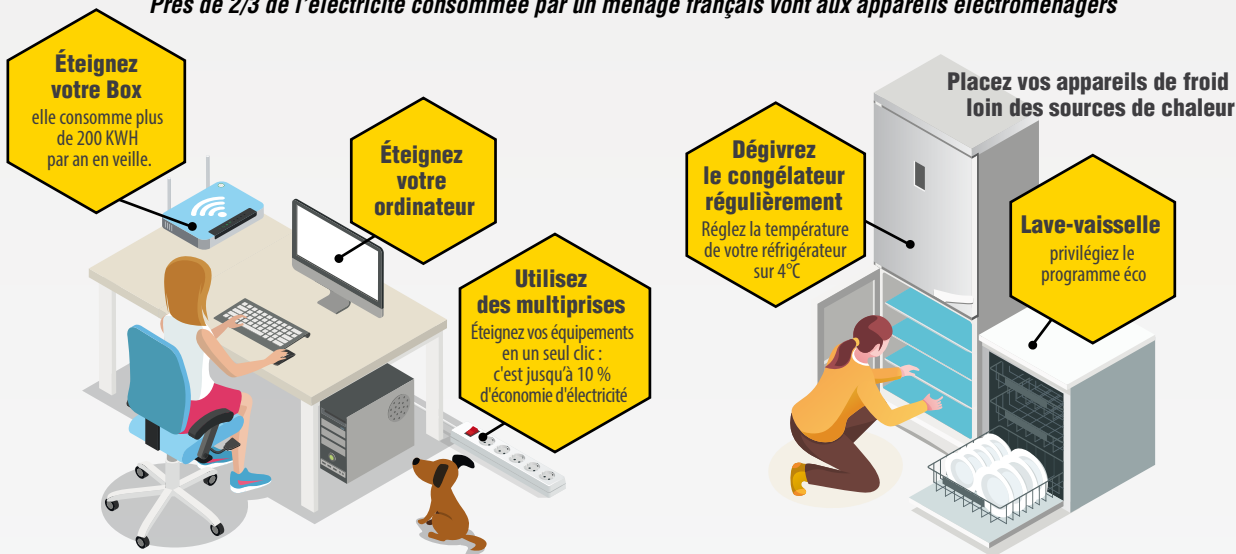 Près de 2/3 de l'électricité consommée par un ménage français vont aux appareils électroménagers
Éteignez
votre Box
elle consomme plus
de 200 KWH
par an en veille.
Éteignez
votre
ordinateur
Utilisez
des multiprises
Éteignez vos équipements
en un seul clic :
c'est jusqu'à 10 %
d'économie d'électricité
Placez vos appareils de froid
loin des sources de chaleur
Dégivrez
le congélateur
régulièrement
Réglez la température
de votre réfrigérateur
sur 4°C
Lave-vaisselle
privilégiez le
programme éco